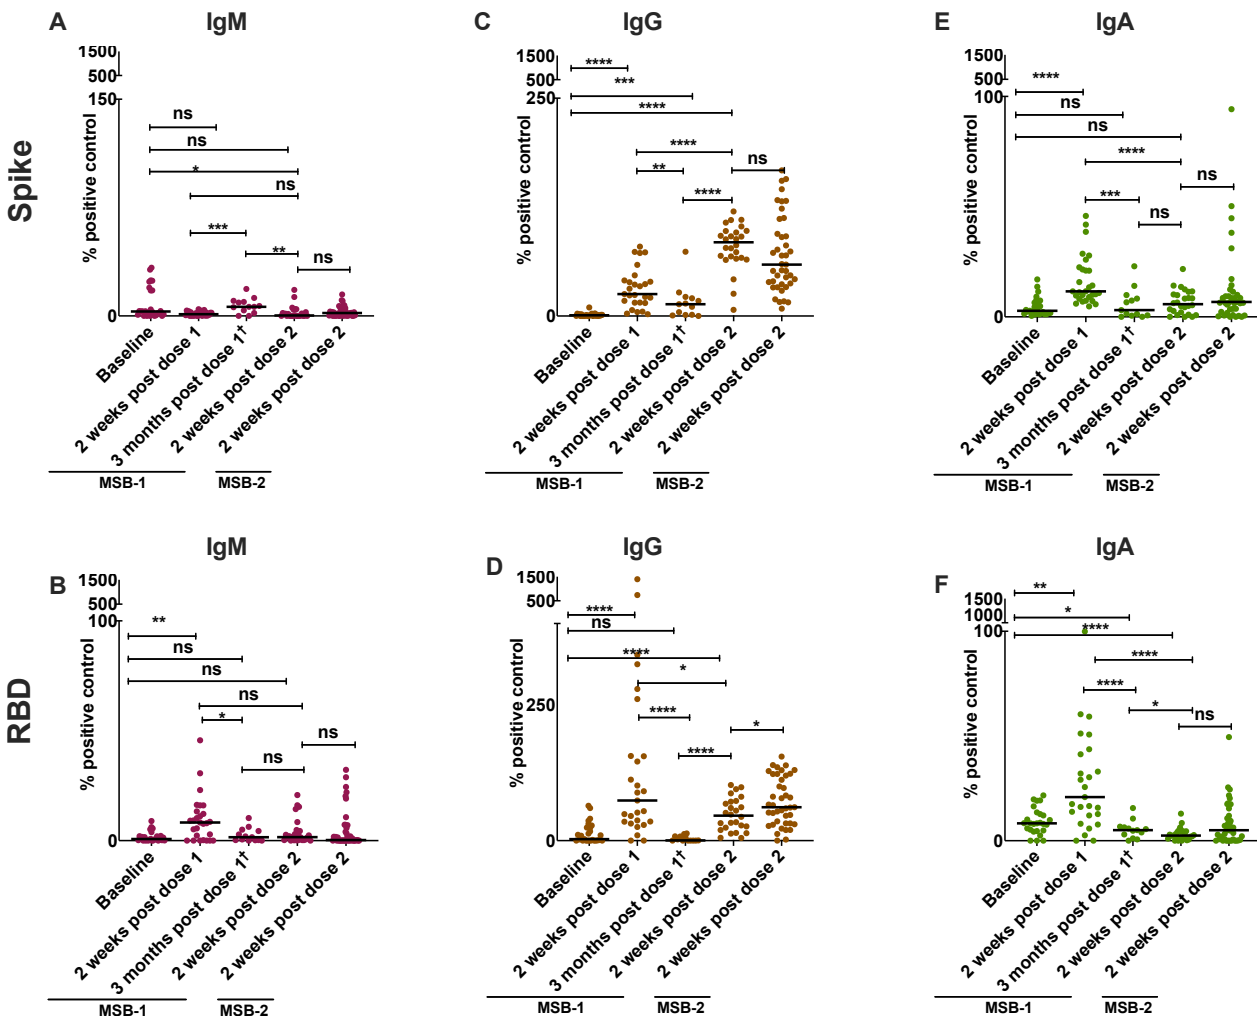 A
IgM
Spike
% positive control
1500
500
150
0
ns
ns
*
ns
***
**
ns
Baseline
2 weeks post dose 1
3 months post dose 1†
2 weeks post dose 2
2 weeks post dose 2
MSB-1
MSB-2
C
IgG
% positive control
1500
500
250
0
****
***
****
****
**
ns
****
Baseline
2 weeks post dose 1
3 months post dose 1†
2 weeks post dose 2
2 weeks post dose 2
MSB-1
MSB-2
E
IgA
% positive control
1500
500
100
0
****
ns
ns
****
ns
***
ns
Baseline
2 weeks post dose 1
3 months post dose 1†
2 weeks post dose 2
2 weeks post dose 2
MSB-1
MSB-2
B
IgM
RBD
% positive control
1500
500
100
0
**
ns
ns
ns
*
ns
ns
Baseline
2 weeks post dose 1
3 months post dose 1†
2 weeks post dose 2
2 weeks post dose 2
MSB-1
MSB-2
D
IgG
% positive control
1500
500
250
0
****
ns
****
*
****
*
****
Baseline
2 weeks post dose 1
3 months post dose 1†
2 weeks post dose 2
2 weeks post dose 2
MSB-1
MSB-2
F
IgA
% positive control
1500
1000
100
0
**
*
****
****
****
*
ns
Baseline
2 weeks post dose 1
3 months post dose 1†
2 weeks post dose 2
2 weeks post dose 2
MSB-1
MSB-2